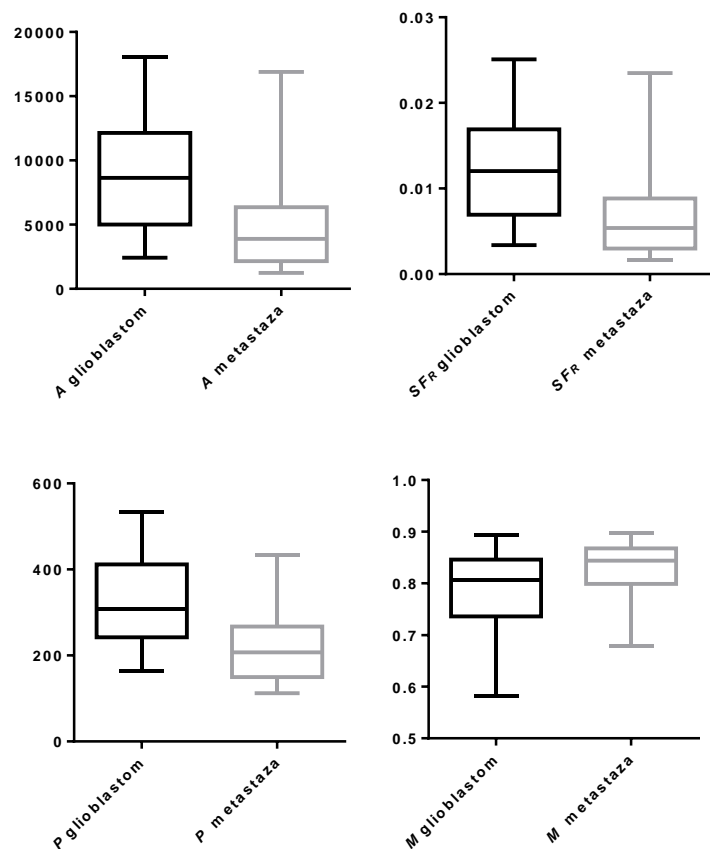 20000
15000
10000
5000
0
A glioblastom
A metastaza
0.03
0.02
0.01
0.00
SFR glioblastom
SFR metastaza
600
400
200
0
P glioblastom
P metastaza
1.0
0.9
0.8
0.7
0.6
0.5
M glioblastom
M metastaza